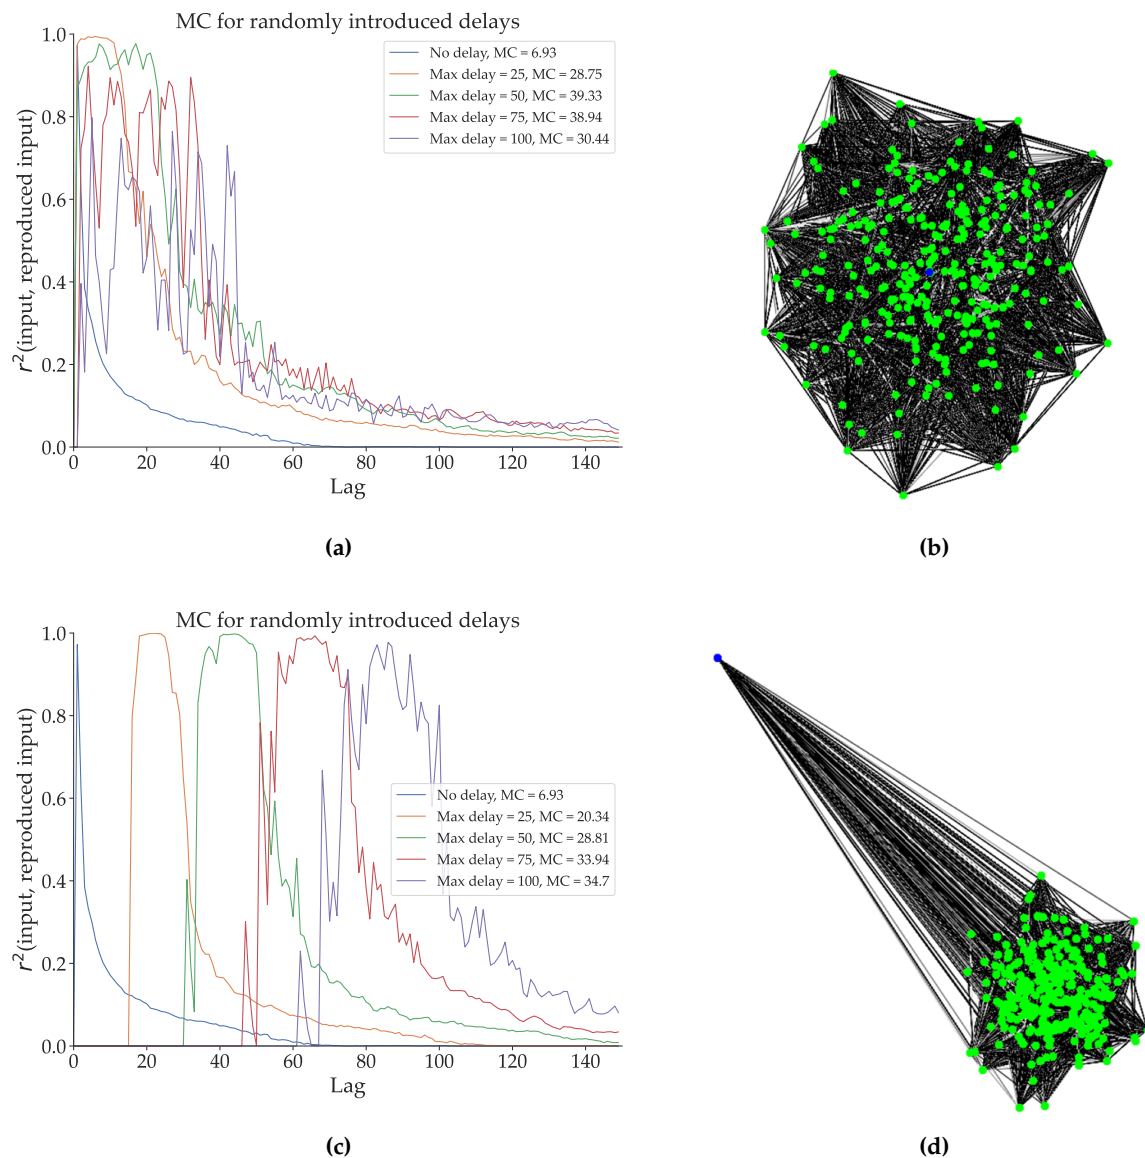 MC for randomly introduced delays
1.0
0.8
0.6
0.4
0.2
0.0
r²(input, reproduced input)
No delay, MC = 6.93
Max delay = 25, MC = 28.75
Max delay = 50, MC = 39.33
Max delay = 75, MC = 38.94
Max delay = 100, MC = 30.44
0 20 40 60 80 100 120 140
Lag
(a)
(b)
MC for randomly introduced delays
1.0
0.8
0.6
0.4
0.2
0.0
r²(input, reproduced input)
No delay, MC = 6.93
Max delay = 25, MC = 20.34
Max delay = 50, MC = 28.81
Max delay = 75, MC = 33.94
Max delay = 100, MC = 34.7
0 20 40 60 80 100 120 140
Lag
(c)
(d)